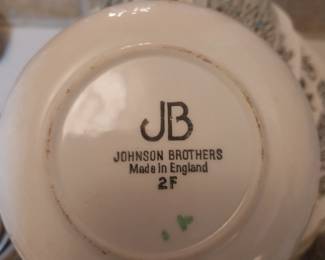 JB
JOHNSON BROTHERS
Made in England
2F